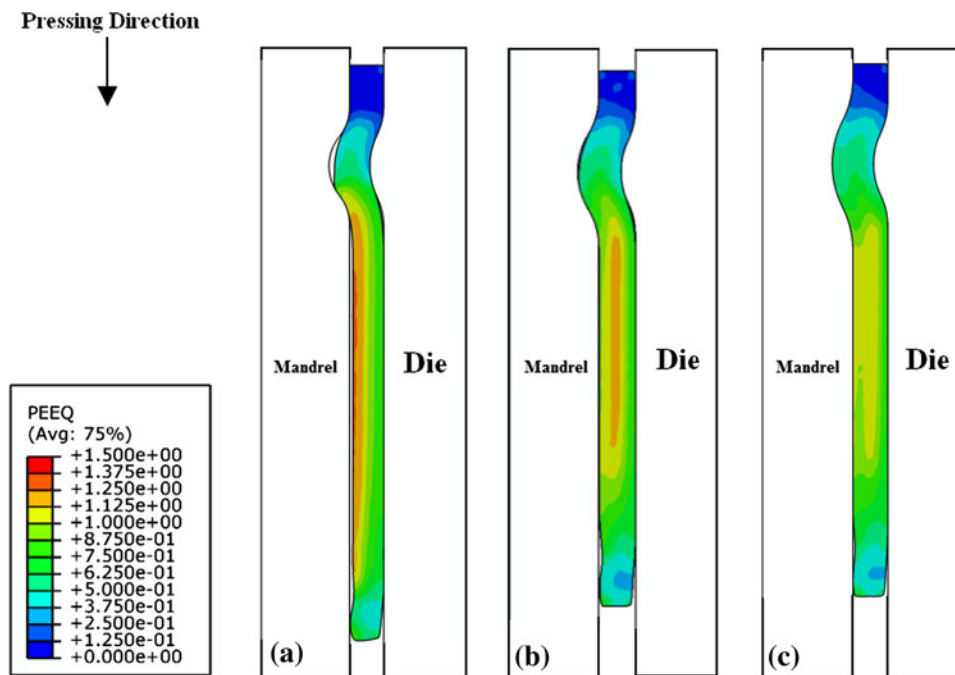 Pressing Direction
Mandrel
Die
Mandrel
Die
Mandrel
Die
PEEQ
(Avg: 75%)
+1.500e+00
+1.375e+00
+1.250e+00
+1.125e+00
+1.000e+00
+8.750e-01
+7.500e-01
+6.250e-01
+5.000e-01
+3.750e-01
+2.500e-01
+1.250e-01
+0.000e+00
(a)
(b)
(c)